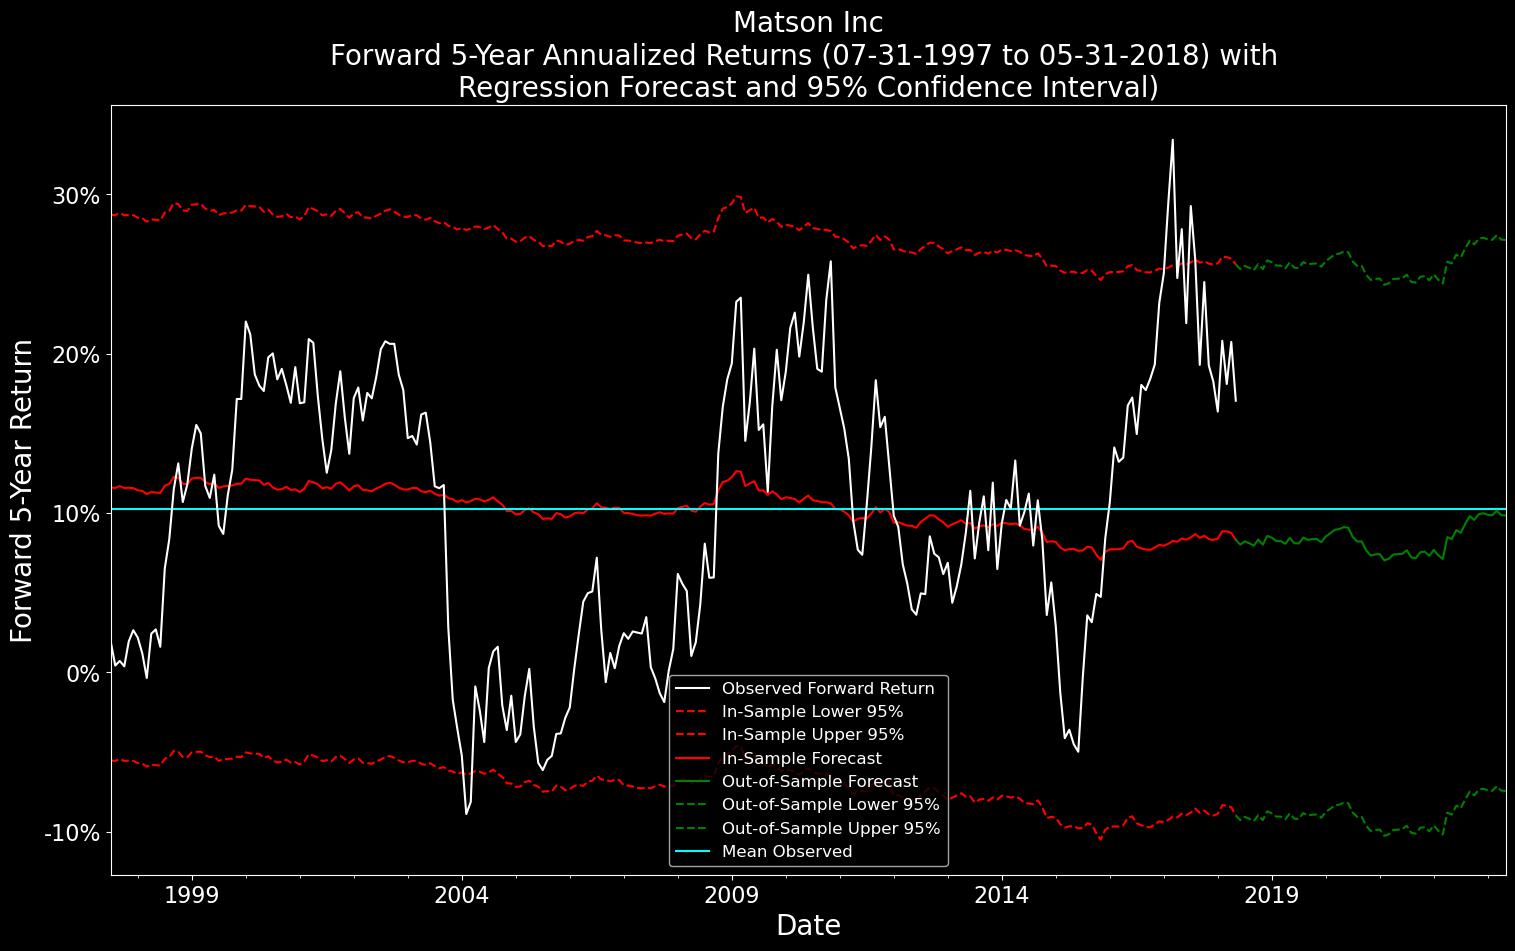 Matson Inc
Forward 5-Year Annualized Returns (07-31-1997 to 05-31-2018) with
Regression Forecast and 95% Confidence Interval)
Forward 5-Year Return
30%
20%
10%
0%
-10%
Observed Forward Return
In-Sample Lower 95%
In-Sample Upper 95%
In-Sample Forecast
Out-of-Sample Forecast
Out-of-Sample Lower 95%
Out-of-Sample Upper 95%
Mean Observed
1999
2004
2009
2014
2019
Date